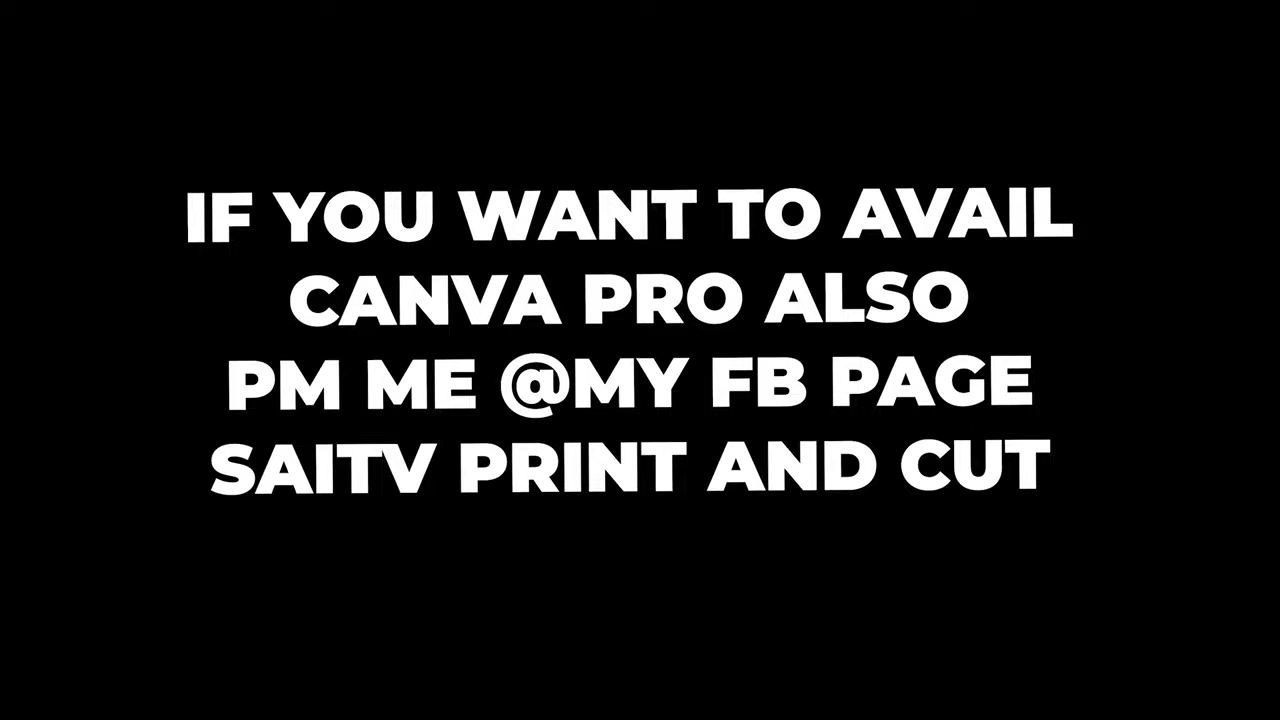 IF YOU WANT TO AVAIL
CANVA PRO ALSO
PM ME @MY FB PAGE
SAITV PRINT AND CUT